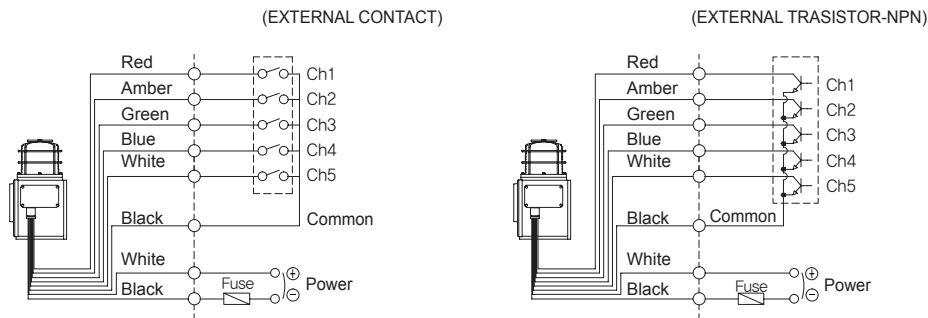 (EXTERNAL CONTACT)
Red
Amber
Green
Blue
White
Black
White
Black
Ch1
Ch2
Ch3
Ch4
Ch5
Common
Fuse
+
−
Power
(EXTERNAL TRASISTOR-NPN)
Red
Amber
Green
Blue
White
Black
White
Black
Ch1
Ch2
Ch3
Ch4
Ch5
Common
Fuse
+
−
Power